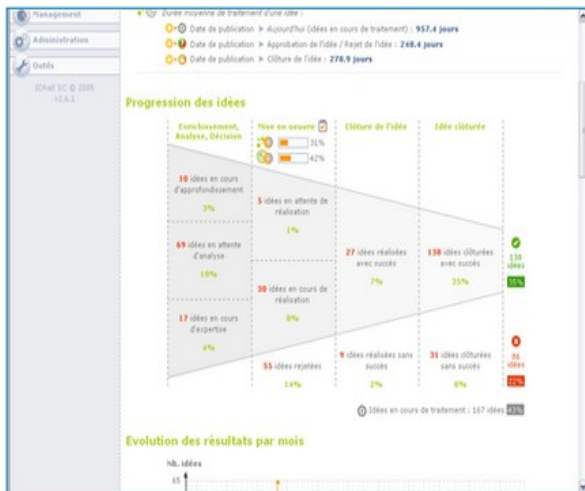 Management
Administration
Outils
IDhall SC © 2005
v2.6.1
Durée moyenne de traitement d'une idée :
Date de publication > Aujourd'hui (idées en cours de traitement) : 957.4 jours
Date de publication > Approbation de l'idée / Rejet de l'idée : 248.4 jours
Date de publication > Clôture de l'idée : 278.9 jours
Progression des idées
Enrichissement,
Analyse, Décision
Mise en oeuvre
31%
42%
Clôture de l'idée
Idée clôturée
10 idées en cours
d'approfondissement
3%
69 idées en attente
d'analyse
18%
17 idées en cours
d'expertise
4%
5 idées en attente de
réalisation
1%
30 idées en cours de
réalisation
8%
55 idées rejetées
14%
27 idées réalisées
avec succès
7%
9 idées réalisées sans
succès
2%
138 idées clôturées
avec succès
35%
31 idées clôturées
sans succès
8%
138
idées
35%
86
idées
22%
Idées en cours de traitement : 167 idées 43%
Evolution des résultats par mois
Nb. idées
65